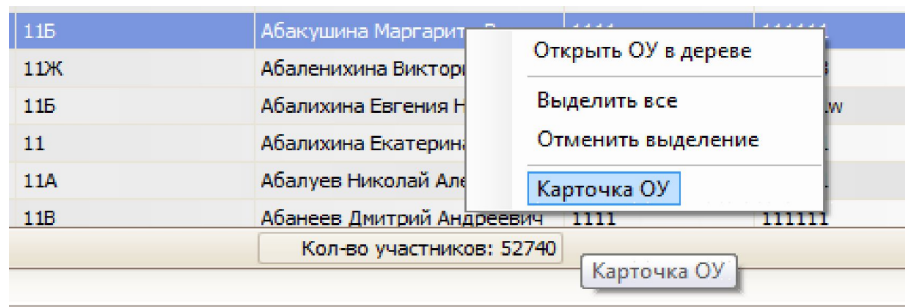 11Б Абакушина Маргарит 1111 111111
Открыть ОУ в дереве
11Ж Абаленихина Виктор
Выделить все
11Б Абалихина Евгения Н w
Отменить выделение
11 Абалихина Екатерина
11А Абалуев Николай Але
Карточка ОУ
11В Абанеев Дмитрий Андреевич 1111 111111
Кол-во участников: 52740
Карточка ОУ